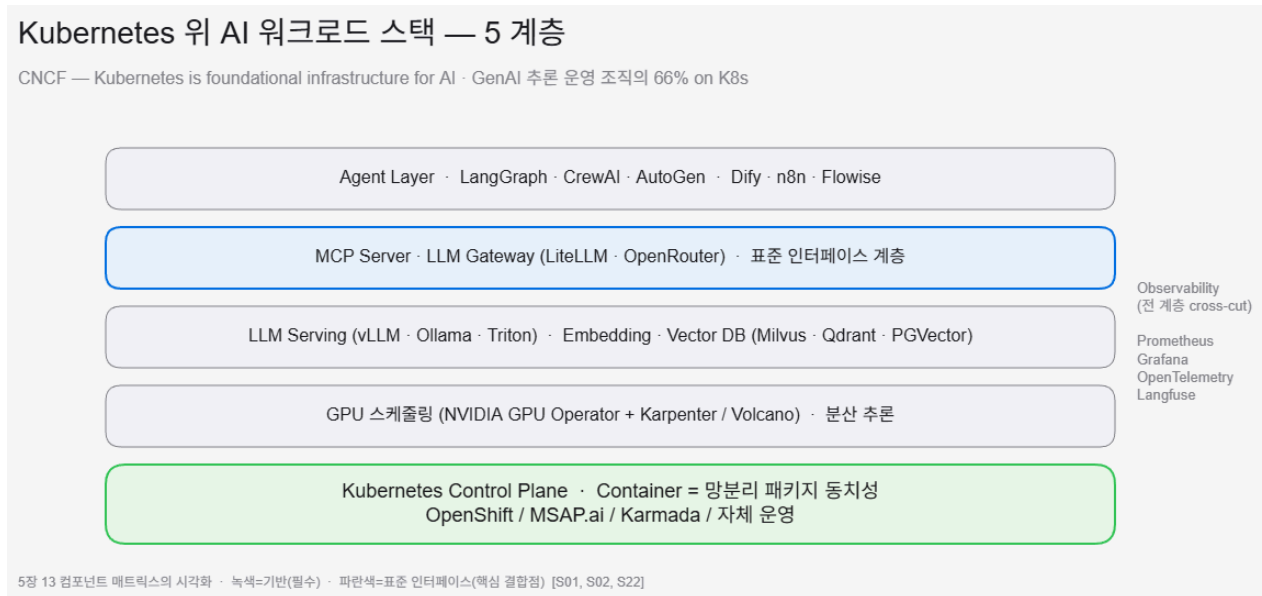 Kubernetes 위 AI 워크로드 스택 — 5 계층
CNCF — Kubernetes is foundational infrastructure for AI · GenAI 추론 운영 조직의 66% on K8s
Agent Layer · LangGraph · CrewAI · AutoGen · Dify · n8n · Flowise
MCP Server · LLM Gateway (LiteLLM · OpenRouter) · 표준 인터페이스 계층
LLM Serving (vLLM · Ollama · Triton) · Embedding · Vector DB (Milvus · Qdrant · PGVector)
GPU 스케줄링 (NVIDIA GPU Operator + Karpenter / Volcano) · 분산 추론
Kubernetes Control Plane · Container = 망분리 패키지 동치성
OpenShift / MSAP.ai / Karmada / 자체 운영
Observability
(전 계층 cross-cut)
Prometheus
Grafana
OpenTelemetry
Langfuse
5장 13 컴포넌트 매트릭스의 시각화 · 녹색=기반(필수) · 파란색=표준 인터페이스(핵심 결합점) [S01, S02, S22]